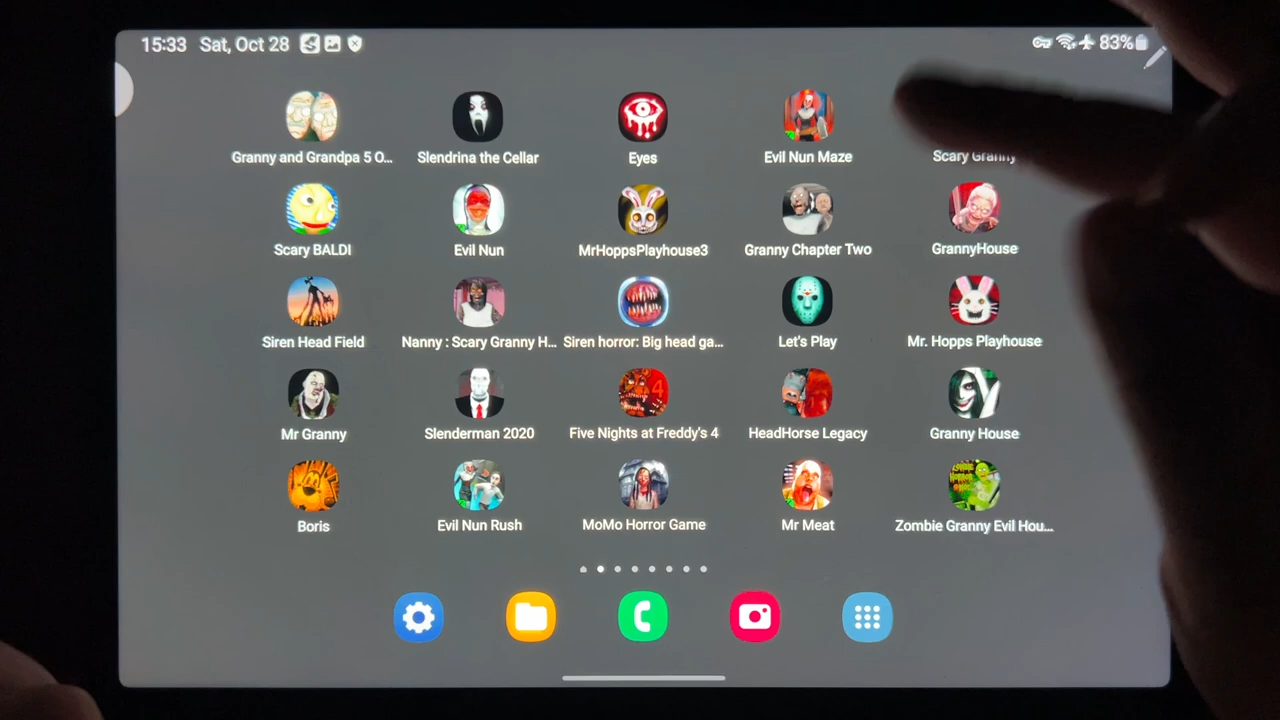 15:33 Sat, Oct 28 83%
Granny and Grandpa 5 O... Slendrina the Cellar Eyes Evil Nun Maze Scary Granny
Scary BALDI Evil Nun MrHoppsPlayhouse3 Granny Chapter Two GrannyHouse
Siren Head Field Nanny : Scary Granny H... Siren horror: Big head ga... Let's Play Mr. Hopps Playhouse
4
Mr Granny Slenderman 2020 Five Nights at Freddy's 4 HeadHorse Legacy Granny House
ZOMBIE
HORROR
Boris Evil Nun Rush MoMo Horror Game Mr Meat Zombie Granny Evil Hou...